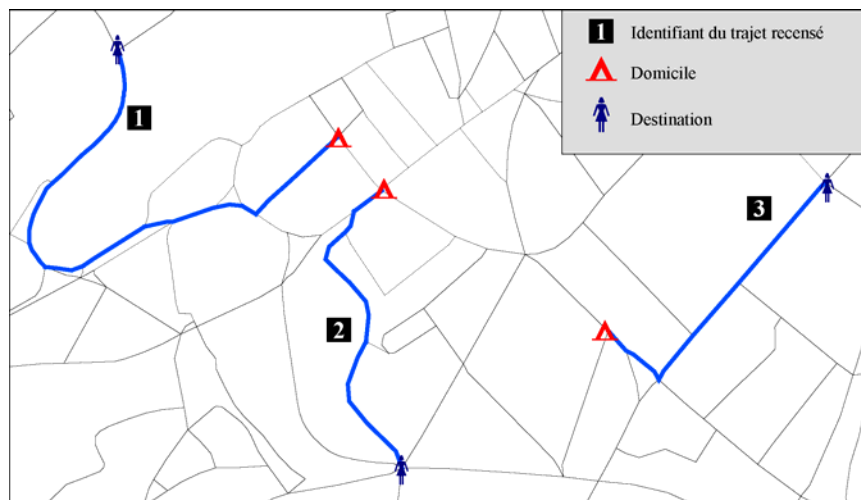 1 Identifiant du trajet recensé
Domicile
Destination
1
3
2